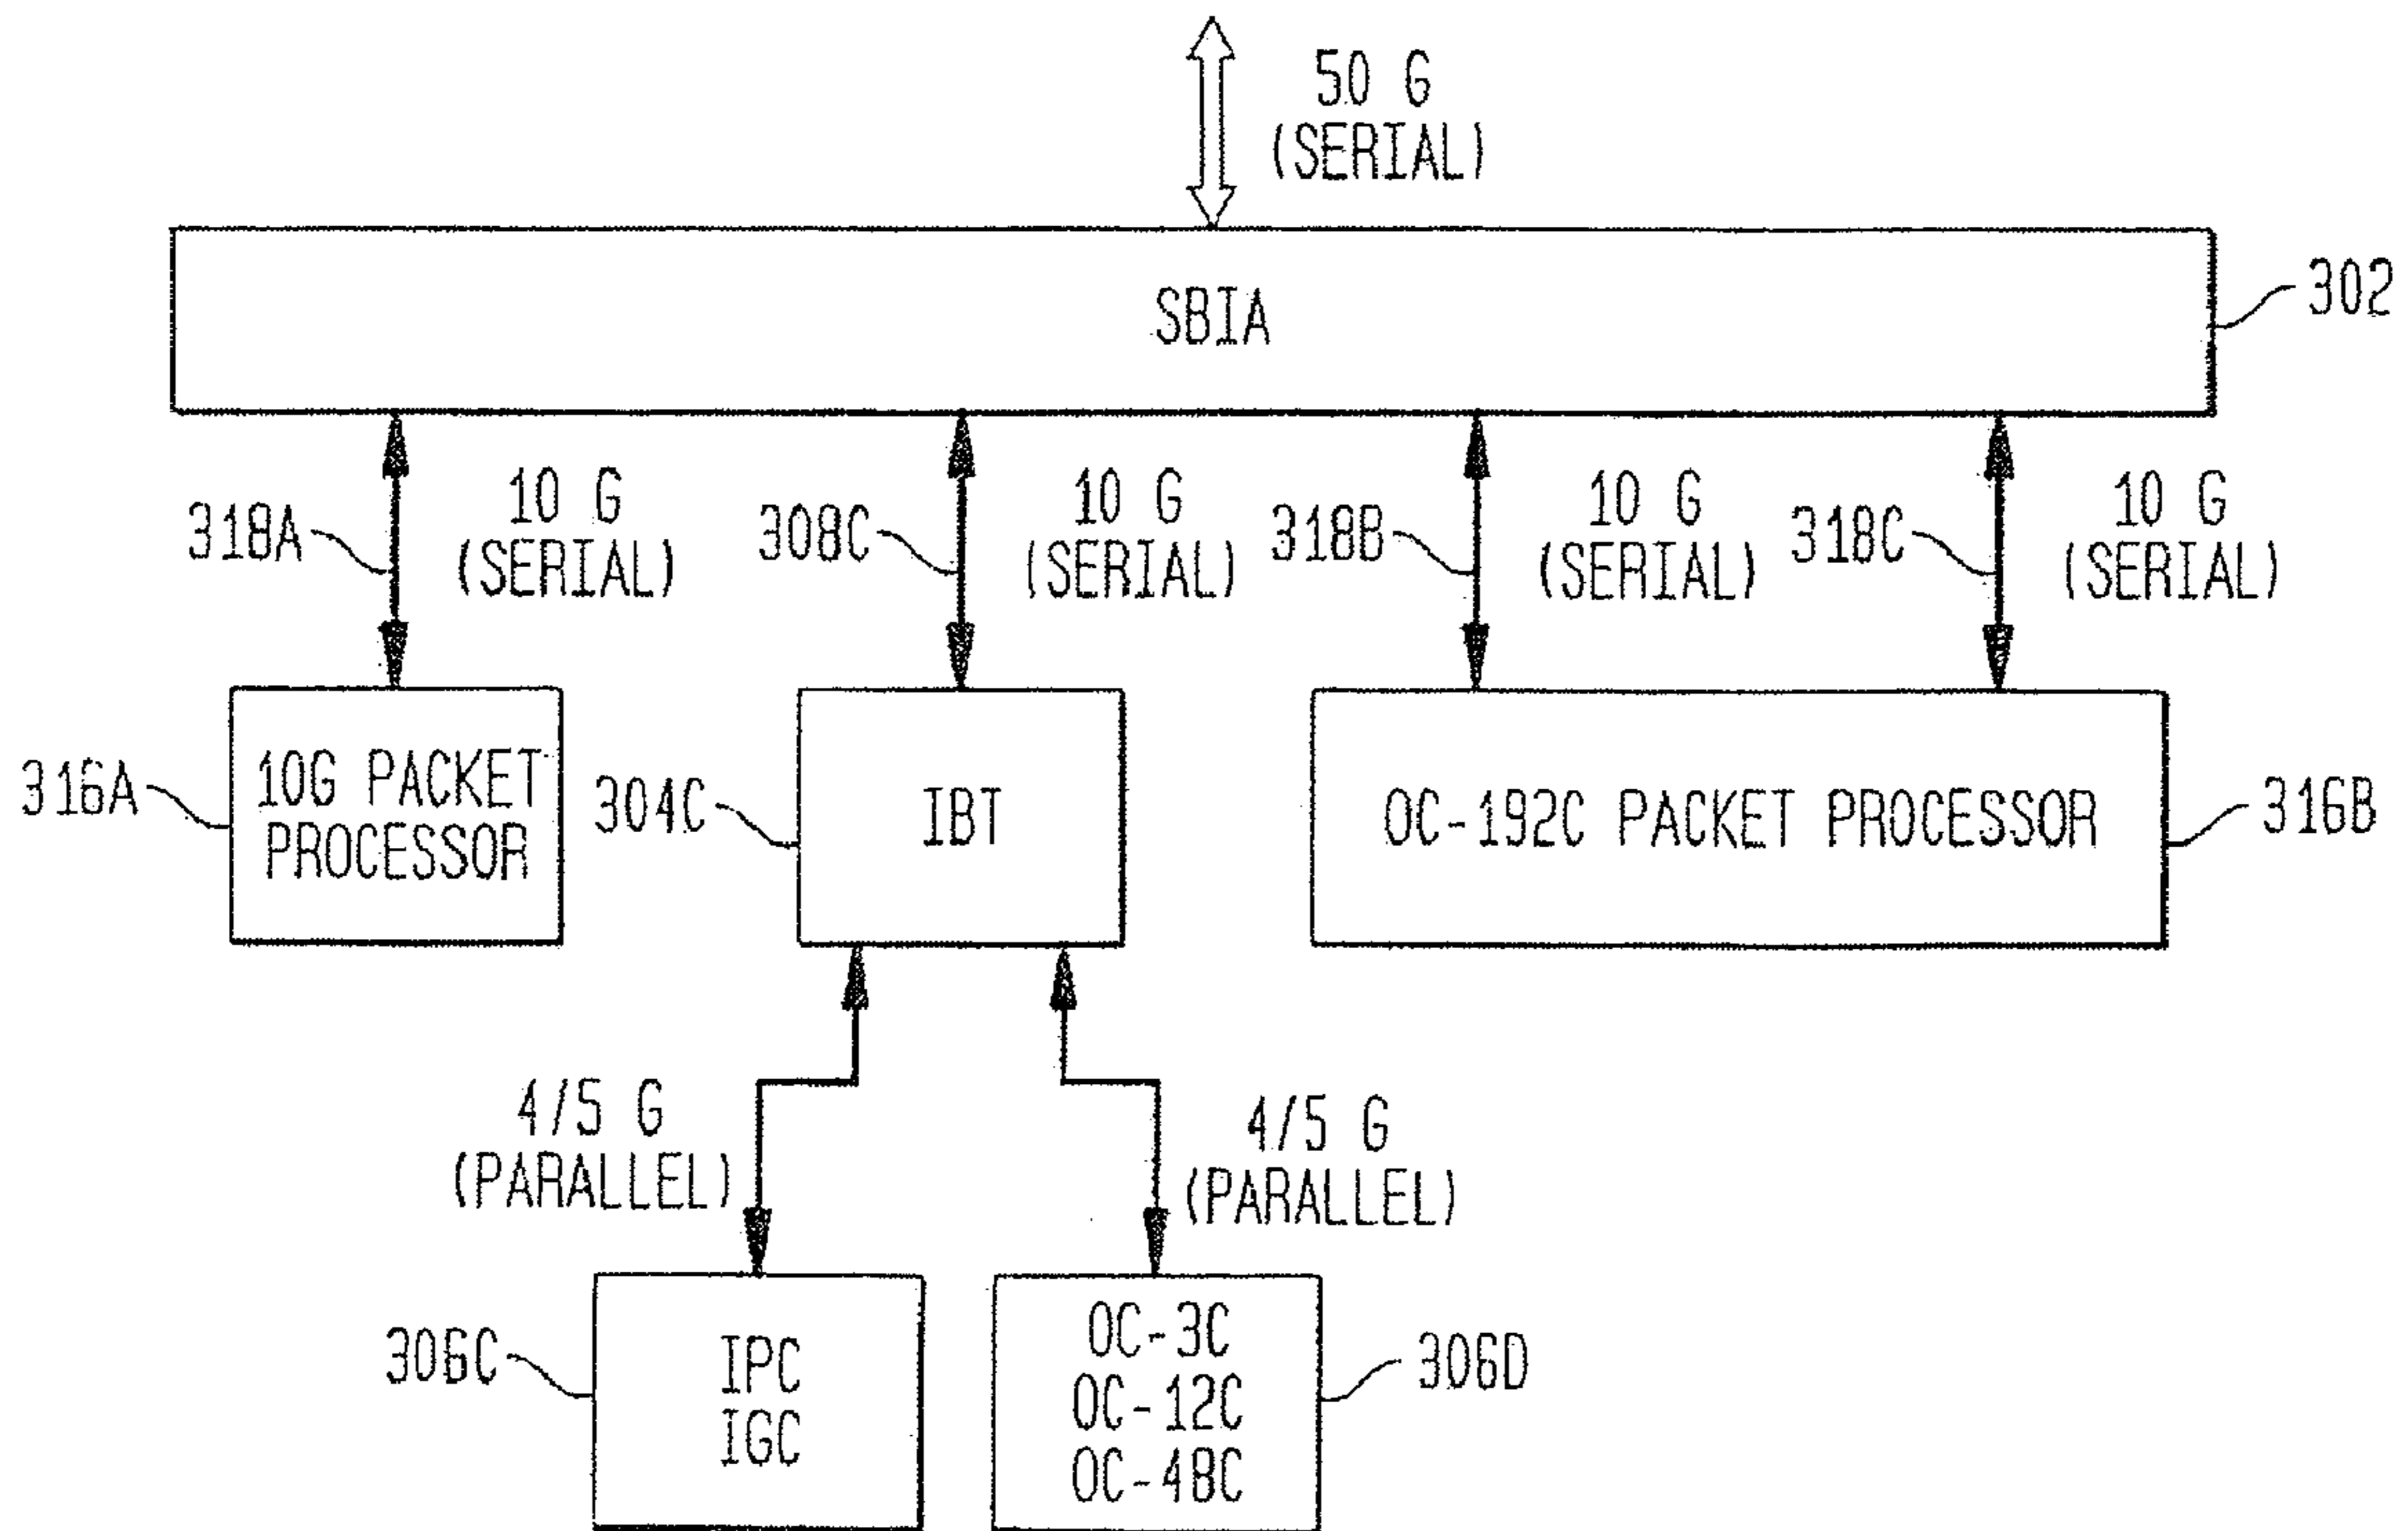 50 G
(SERIAL)
SBIA
302
318A
10 G
(SERIAL)
308C
10 G
(SERIAL)
318B
10 G
(SERIAL)
318C
10 G
(SERIAL)
316A
10G PACKET
PROCESSOR
304C
IBT
OC-192C PACKET PROCESSOR
316B
4/5 G
(PARALLEL)
4/5 G
(PARALLEL)
306C
IPC
IGC
OC-3C
OC-12C
OC-48C
306D